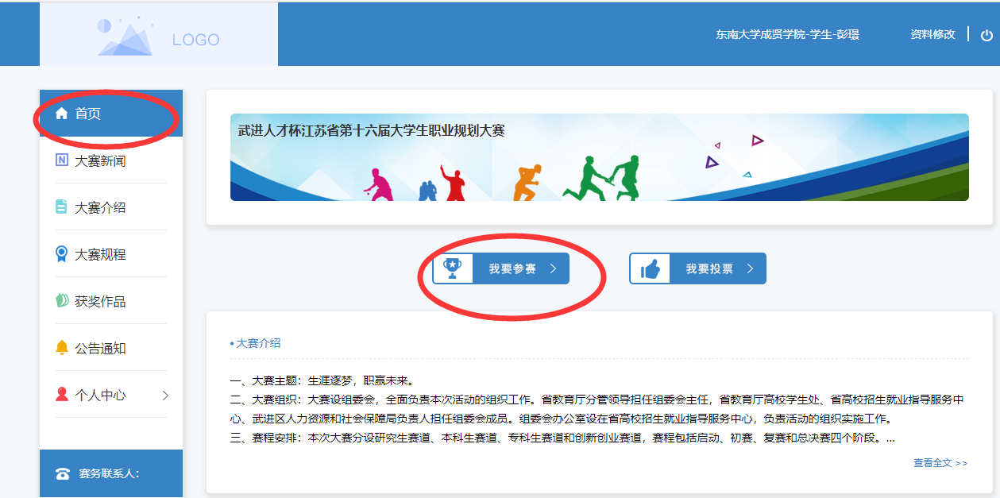 LOGO
东南大学成贤学院-学生-彭璟
资料修改
首页
大赛新闻
大赛介绍
大赛规程
获奖作品
公告通知
个人中心
赛务联系人：
武进人才杯江苏省第十六届大学生职业规划大赛
我要参赛
我要投票
•大赛介绍
一、大赛主题：生涯逐梦，职赢未来。
二、大赛组织：大赛设组委会，全面负责本次活动的组织工作。省教育厅分管领导担任组委会主任，省教育厅高校学生处、省高校招生就业指导服务中
心、武进区人力资源和社会保障局负责人担任组委会成员。组委会办公室设在省高校招生就业指导服务中心，负责活动的组织实施工作。
三、赛程安排：本次大赛分设研究生赛道、本科生赛道、专科生赛道和创新创业赛道，赛程包括启动、初赛、复赛和总决赛四个阶段。...
查看全文 >>